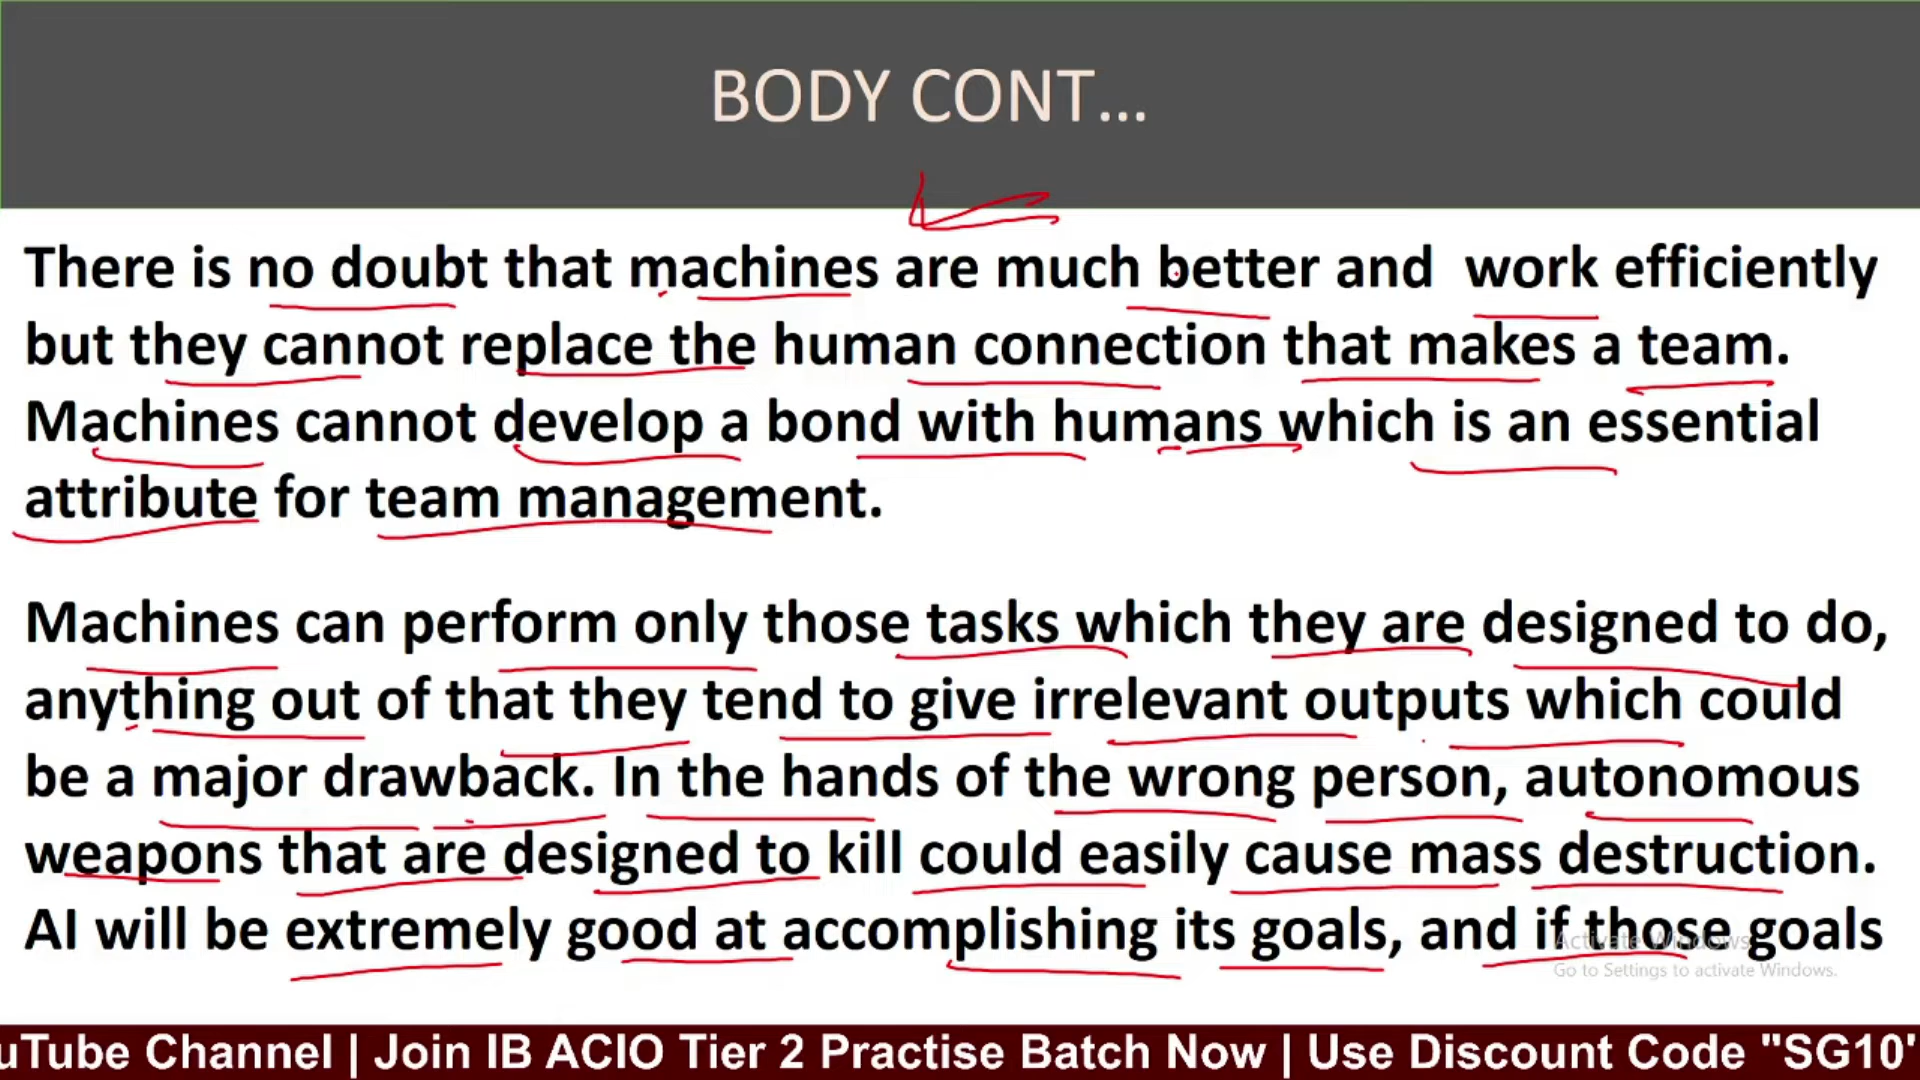 BODY CONT...
There is no doubt that machines are much better and work efficiently
but they cannot replace the human connection that makes a team.
Machines cannot develop a bond with humans which is an essential
attribute for team management.
Machines can perform only those tasks which they are designed to do,
anything out of that they tend to give irrelevant outputs which could
be a major drawback. In the hands of the wrong person, autonomous
weapons that are designed to kill could easily cause mass destruction.
AI will be extremely good at accomplishing its goals, and if those goals
Activate Windows
Go to Settings to activate Windows.
uTube Channel | Join IB ACIO Tier 2 Practise Batch Now | Use Discount Code "SG10"